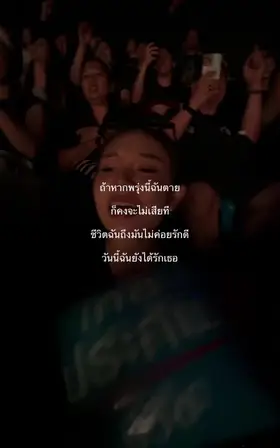 ถ้าหากพรุ่งนี้ฉันตาย
ก็คงจะไม่เสียที
ชีวิตฉันถึงมันไม่ค่อยรักดี
วันนี้ฉันยังได้รักเธอ